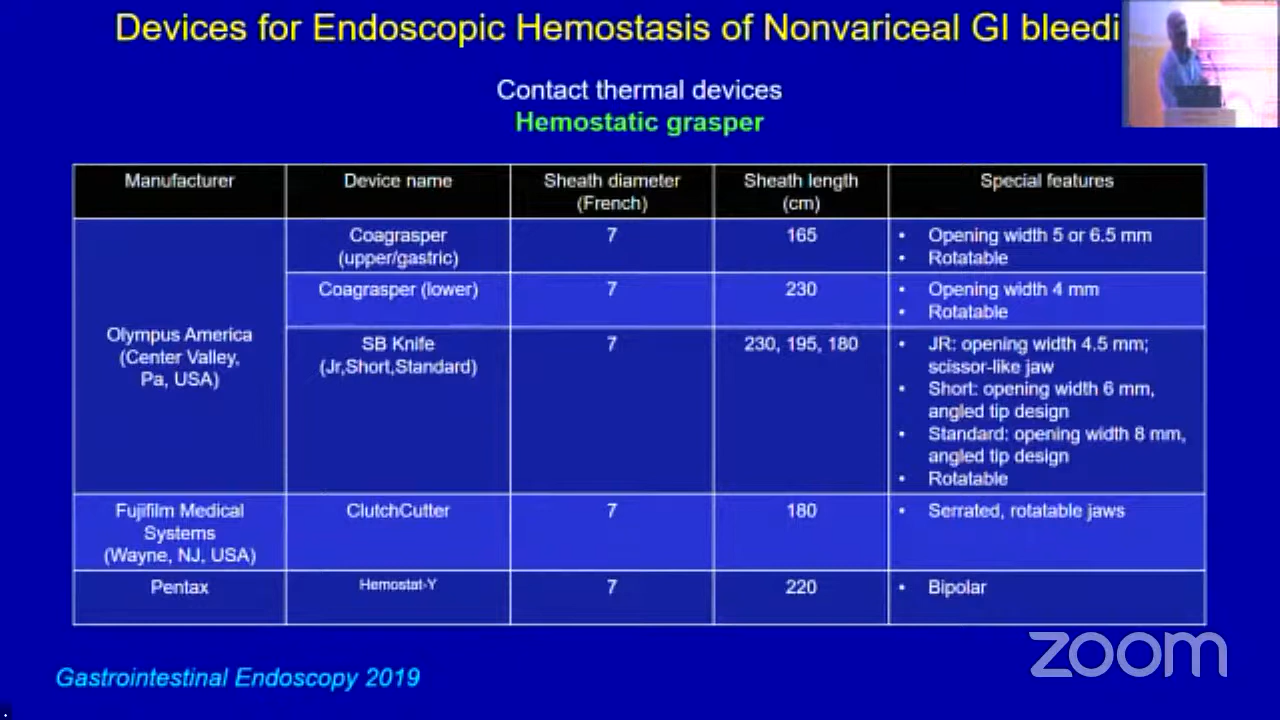 Devices for Endoscopic Hemostasis of Nonvariceal GI bleedi
Contact thermal devices
Hemostatic grasper
Manufacturer
Device name
Sheath diameter
(French)
Sheath length
(cm)
Special features
Olympus America
(Center Valley,
Pa, USA)
Coagrasper
(upper/gastric)
7
165
• Opening width 5 or 6.5 mm
• Rotatable
Coagrasper (lower)
7
230
• Opening width 4 mm
• Rotatable
SB Knife
(Jr,Short,Standard)
7
230, 195, 180
• JR: opening width 4.5 mm;
scissor-like jaw
• Short: opening width 6 mm,
angled tip design
• Standard: opening width 8 mm,
angled tip design
• Rotatable
Fujifilm Medical
Systems
(Wayne, NJ, USA)
ClutchCutter
7
180
• Serrated, rotatable jaws
Pentax
Hemostat-Y
7
220
• Bipolar
zoom
Gastrointestinal Endoscopy 2019